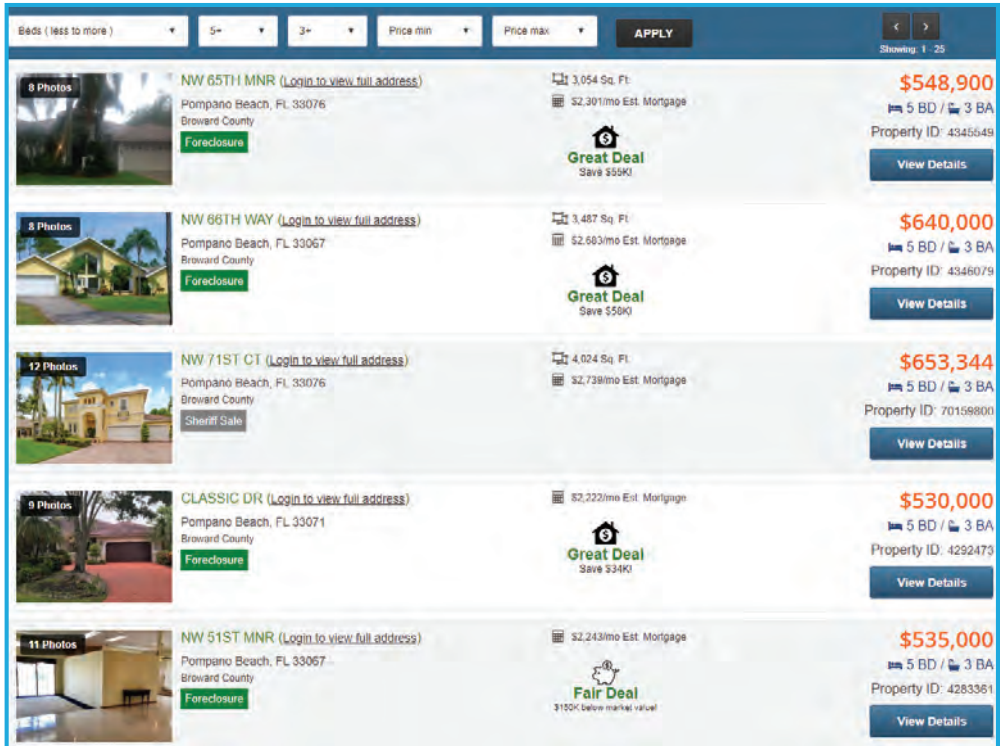 Beds ( less to more )
5+
3+
Price min
Price max
APPLY
Showing: 1 - 25
8 Photos
NW 65TH MNR (Login to view full address)
Pompano Beach, FL 33076
Broward County
Foreclosure
3,054 Sq. Ft.
$2,301/mo Est. Mortgage
Great Deal
Save $55K!
$548,900
5 BD / 3 BA
Property ID: 4345549
View Details
8 Photos
NW 66TH WAY (Login to view full address)
Pompano Beach, FL 33067
Broward County
Foreclosure
3,487 Sq. Ft.
$2,683/mo Est. Mortgage
Great Deal
Save $58K!
$640,000
5 BD / 3 BA
Property ID: 4346079
View Details
12 Photos
NW 71ST CT (Login to view full address)
Pompano Beach, FL 33076
Broward County
Sheriff Sale
4,024 Sq. Ft.
$2,739/mo Est. Mortgage
$653,344
5 BD / 3 BA
Property ID: 70159800
View Details
9 Photos
CLASSIC DR (Login to view full address)
Pompano Beach, FL 33071
Broward County
Foreclosure
$2,222/mo Est. Mortgage
Great Deal
Save $34K!
$530,000
5 BD / 3 BA
Property ID: 4292473
View Details
11 Photos
NW 51ST MNR (Login to view full address)
Pompano Beach, FL 33067
Broward County
Foreclosure
$2,243/mo Est. Mortgage
Fair Deal
$150K below market value!
$535,000
5 BD / 3 BA
Property ID: 4283361
View Details